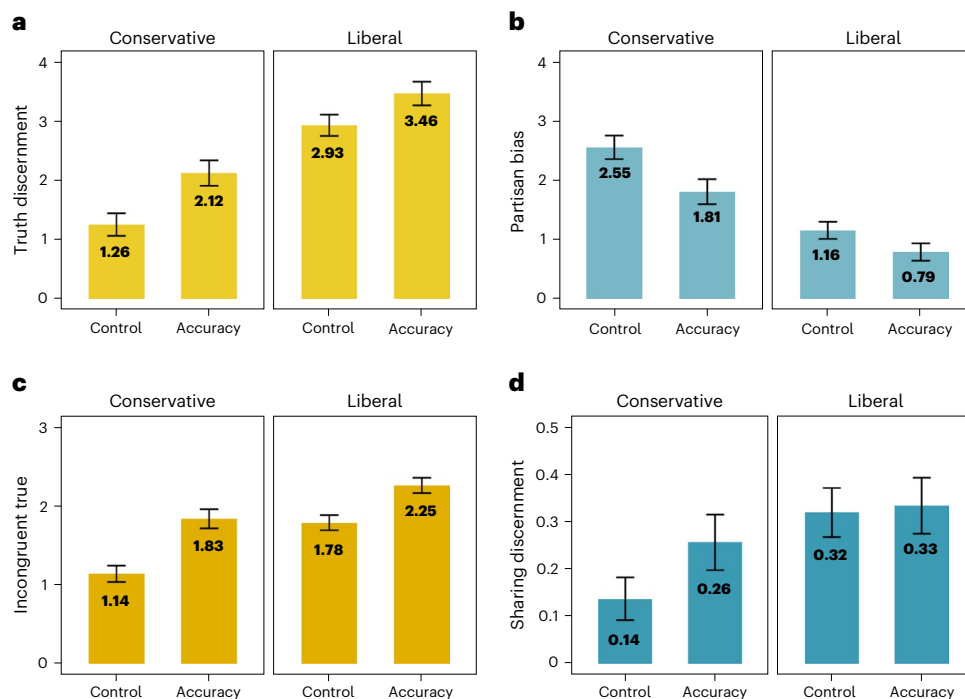 a
Conservative
Liberal
Truth discernment
4
3
2
1
0
1.26
2.12
2.93
3.46
Control
Accuracy
Control
Accuracy
b
Conservative
Liberal
Partisan bias
4
3
2
1
0
2.55
1.81
1.16
0.79
Control
Accuracy
Control
Accuracy
c
Conservative
Liberal
Incongruent true
3
2
1
0
1.14
1.83
1.78
2.25
Control
Accuracy
Control
Accuracy
d
Conservative
Liberal
Sharing discernment
0.5
0.4
0.3
0.2
0.1
0
0.14
0.26
0.32
0.33
Control
Accuracy
Control
Accuracy